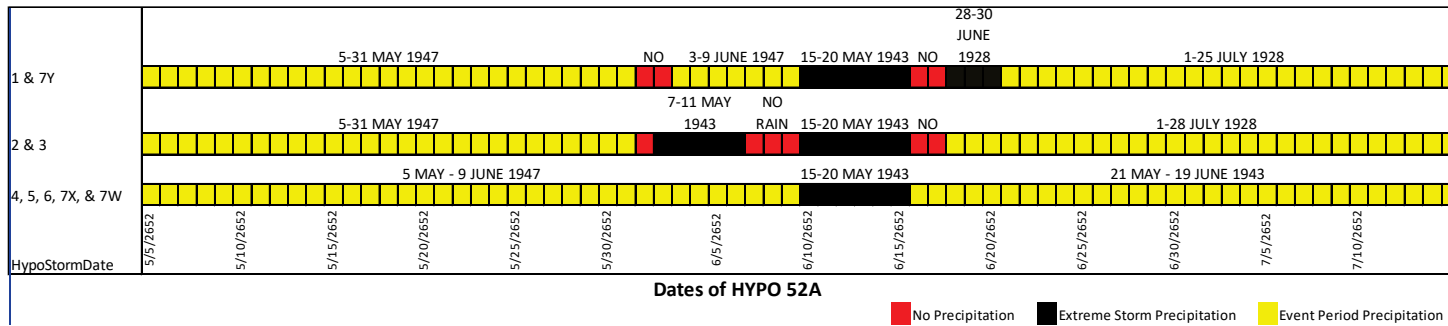 28-30
JUNE
5-31 MAY 1947 NO 3-9 JUNE 1947 15-20 MAY 1943 NO 1928 1-25 JULY 1928
1 & 7Y
7-11 MAY NO
5-31 MAY 1947 1943 RAIN 15-20 MAY 1943 NO 1-28 JULY 1928
2 & 3
5 MAY - 9 JUNE 1947 15-20 MAY 1943 21 MAY - 19 JUNE 1943
4, 5, 6, 7X, & 7W
5/5/2652 5/10/2652 5/15/2652 5/20/2652 5/25/2652 5/30/2652 6/5/2652 6/10/2652 6/15/2652 6/20/2652 6/25/2652 6/30/2652 7/5/2652 7/10/2652
HypoStormDate
Dates of HYPO 52A
No Precipitation Extreme Storm Precipitation Event Period Precipitation